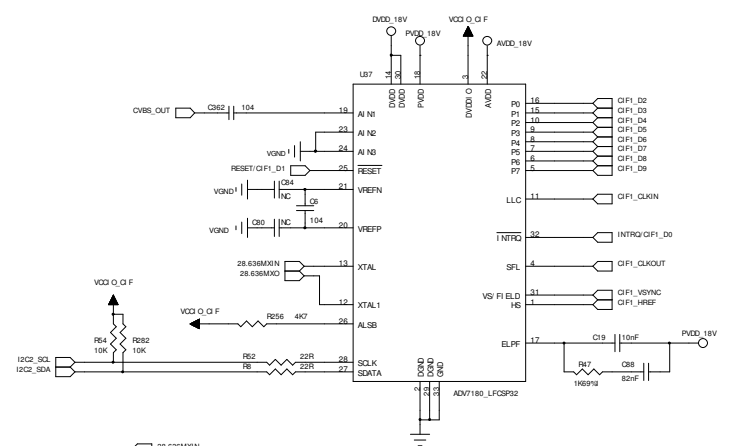 DVDD_18V
PVDD_18V
VCCIO_CIF
AVDD_18V
U37
14
30
18
3
22
DVDD
DVDD
PVDD
DVDDIO
AVDD
CVBS_OUT
C362
104
19
AIN1
23
AIN2
VGND
24
AIN3
RESET/CIF1_D1
25
RESET
VGND
C84
NC
21
VREFN
C6
104
VGND
C80
NC
20
VREFP
28.636MXIN
13
XTAL
28.636MXO
12
XTAL1
VCCIO_CIF
VCCIO_CIF
R256
4K7
26
ALSB
R54
10K
R282
10K
I2C2_SCL
R52
22R
28
SCLK
I2C2_SDA
R8
22R
27
SDATA
P0
16
CIF1_D2
P1
15
CIF1_D3
P2
10
CIF1_D4
P3
9
CIF1_D5
P4
8
CIF1_D6
P5
7
CIF1_D7
P6
6
CIF1_D8
P7
5
CIF1_D9
LLC
11
CIF1_CLKIN
INTRQ
32
INTRQ/CIF1_D0
SFL
4
CIF1_CLKOUT
VS/FIELD
31
CIF1_VSYNC
HS
1
CIF1_HREF
ELPF
17
C19
10nF
PVDD_18V
R47
1K69%1
C88
82nF
DGND
DGND
GND
2
29
33
ADV7180_LFCSP32
28.636MXIN